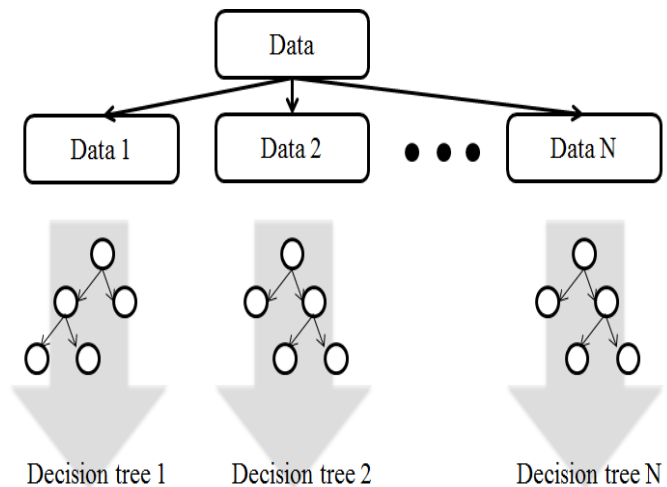 Data
Data 1
Data 2
Data N
Decision tree 1
Decision tree 2
Decision tree N